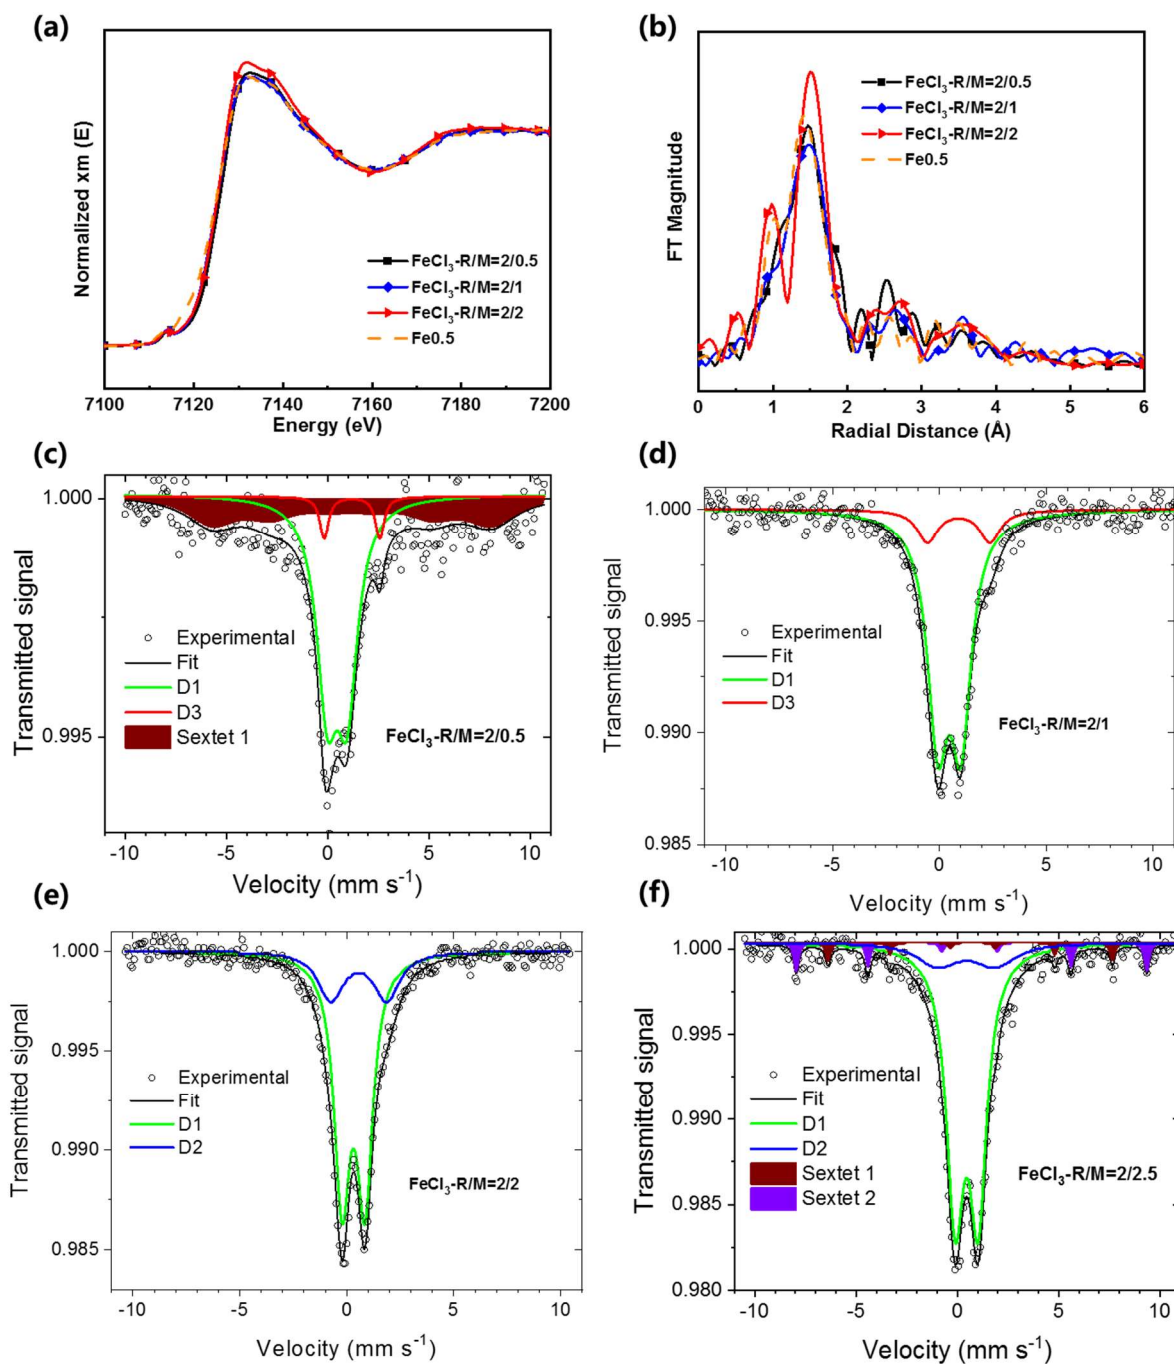 (a)
Normalized xm (E)
FeCl₃-R/M=2/0.5
FeCl₃-R/M=2/1
FeCl₃-R/M=2/2
Fe0.5
7100 7120 7140 7160 7180 7200
Energy (eV)
(b)
FT Magnitude
FeCl₃-R/M=2/0.5
FeCl₃-R/M=2/1
FeCl₃-R/M=2/2
Fe0.5
0 1 2 3 4 5 6
Radial Distance (Å)
(c)
Transmitted signal
1.000
0.995
Experimental
Fit
D1
D3
Sextet 1
FeCl₃-R/M=2/0.5
-10 -5 0 5 10
Velocity (mm s⁻¹)
(d)
Transmitted signal
1.000
0.995
0.990
0.985
Experimental
Fit
D1
D3
FeCl₃-R/M=2/1
-10 -5 0 5 10
Velocity (mm s⁻¹)
(e)
Transmitted signal
1.000
0.995
0.990
0.985
Experimental
Fit
D1
D2
FeCl₃-R/M=2/2
-10 -5 0 5 10
Velocity (mm s⁻¹)
(f)
Transmitted signal
1.000
0.995
0.990
0.985
0.980
Experimental
Fit
D1
D2
Sextet 1
Sextet 2
FeCl₃-R/M=2/2.5
-10 -5 0 5 10
Velocity (mm s⁻¹)